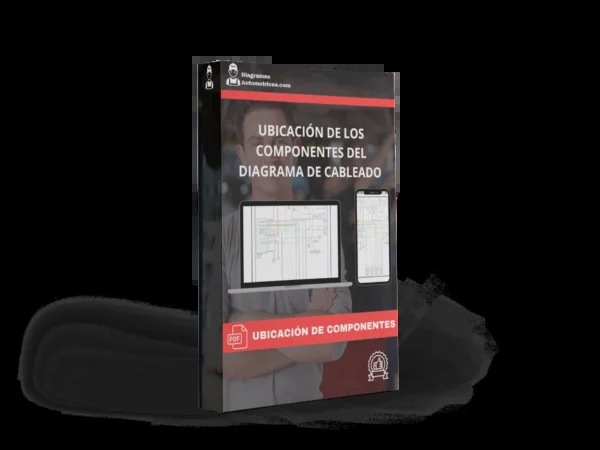 Diagramas
Automotrices.com
UBICACIÓN DE LOS
COMPONENTES DEL
DIAGRAMA DE CABLEADO
PDF
UBICACIÓN DE COMPONENTES